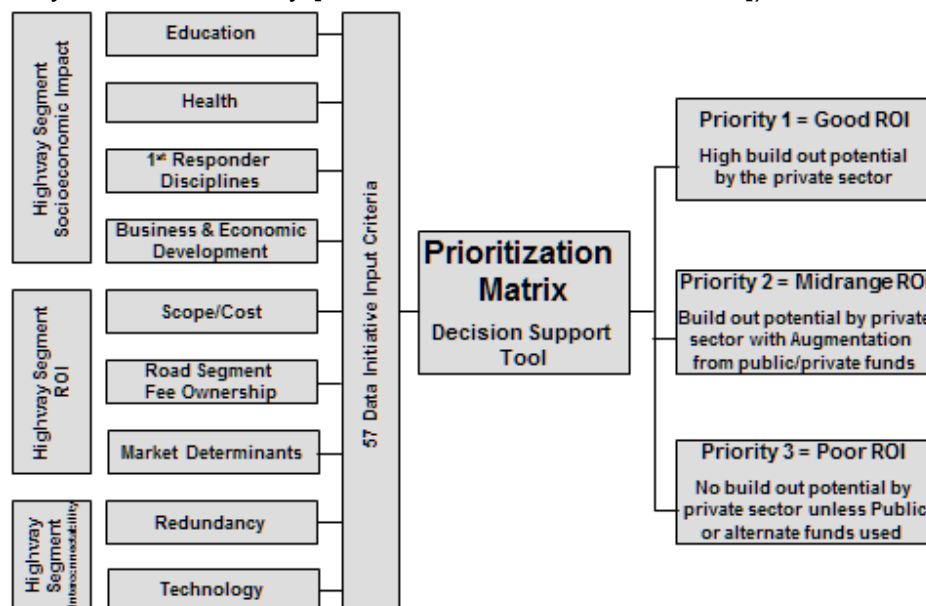 Highway Segment
Socioeconomic Impact
Education
Health
1st Responder
Disciplines
Business & Economic
Development
Highway Segment
ROI
Scope/Cost
Road Segment
Fee Ownership
Market Determinants
Highway
Segment
Interconnectability
Redundancy
Technology
57 Data Initiative Input Criteria
Prioritization
Matrix
Decision Support
Tool
Priority 1 = Good ROI
High build out potential
by the private sector
Priority 2 = Midrange ROI
Build out potential by private
sector with Augmentation
from public/private funds
Priority 3 = Poor ROI
No build out potential by
private sector unless Public
or alternate funds used